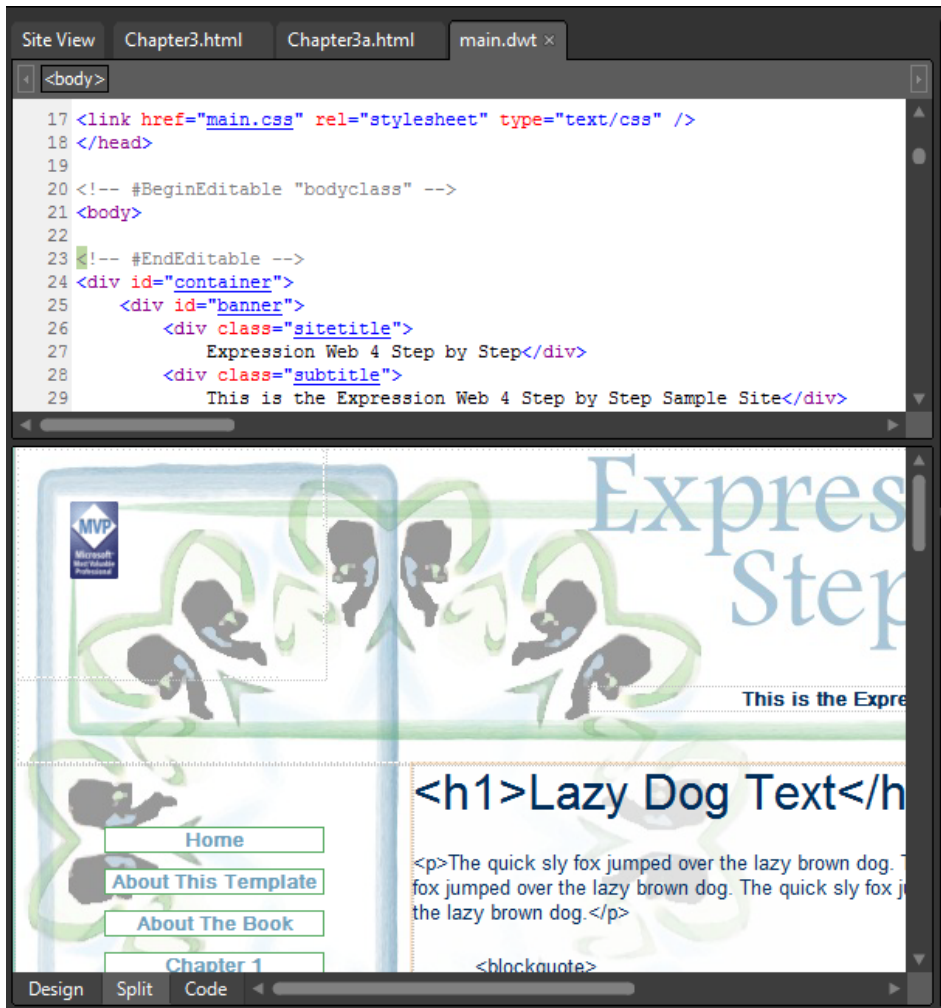 Site View Chapter3.html Chapter3a.html main.dwt ×
<body>
17 <link href="main.css" rel="stylesheet" type="text/css" />
18 </head>
19
20 <!-- #BeginEditable "bodyclass" -->
21 <body>
22
23 <!-- #EndEditable -->
24 <div id="container">
25 <div id="banner">
26 <div class="sitetitle">
27 Expression Web 4 Step by Step</div>
28 <div class="subtitle">
29 This is the Expression Web 4 Step by Step Sample Site</div>
Expres
Step
MVP
Microsoft
Most Valuable
Professional
This is the Expre
<h1>Lazy Dog Text</h
Home
<p>The quick sly fox jumped over the lazy brown dog. T
About This Template
fox jumped over the lazy brown dog. The quick sly fox ju
the lazy brown dog.</p>
About The Book
Chapter 1
<blockquote>
Design Split Code